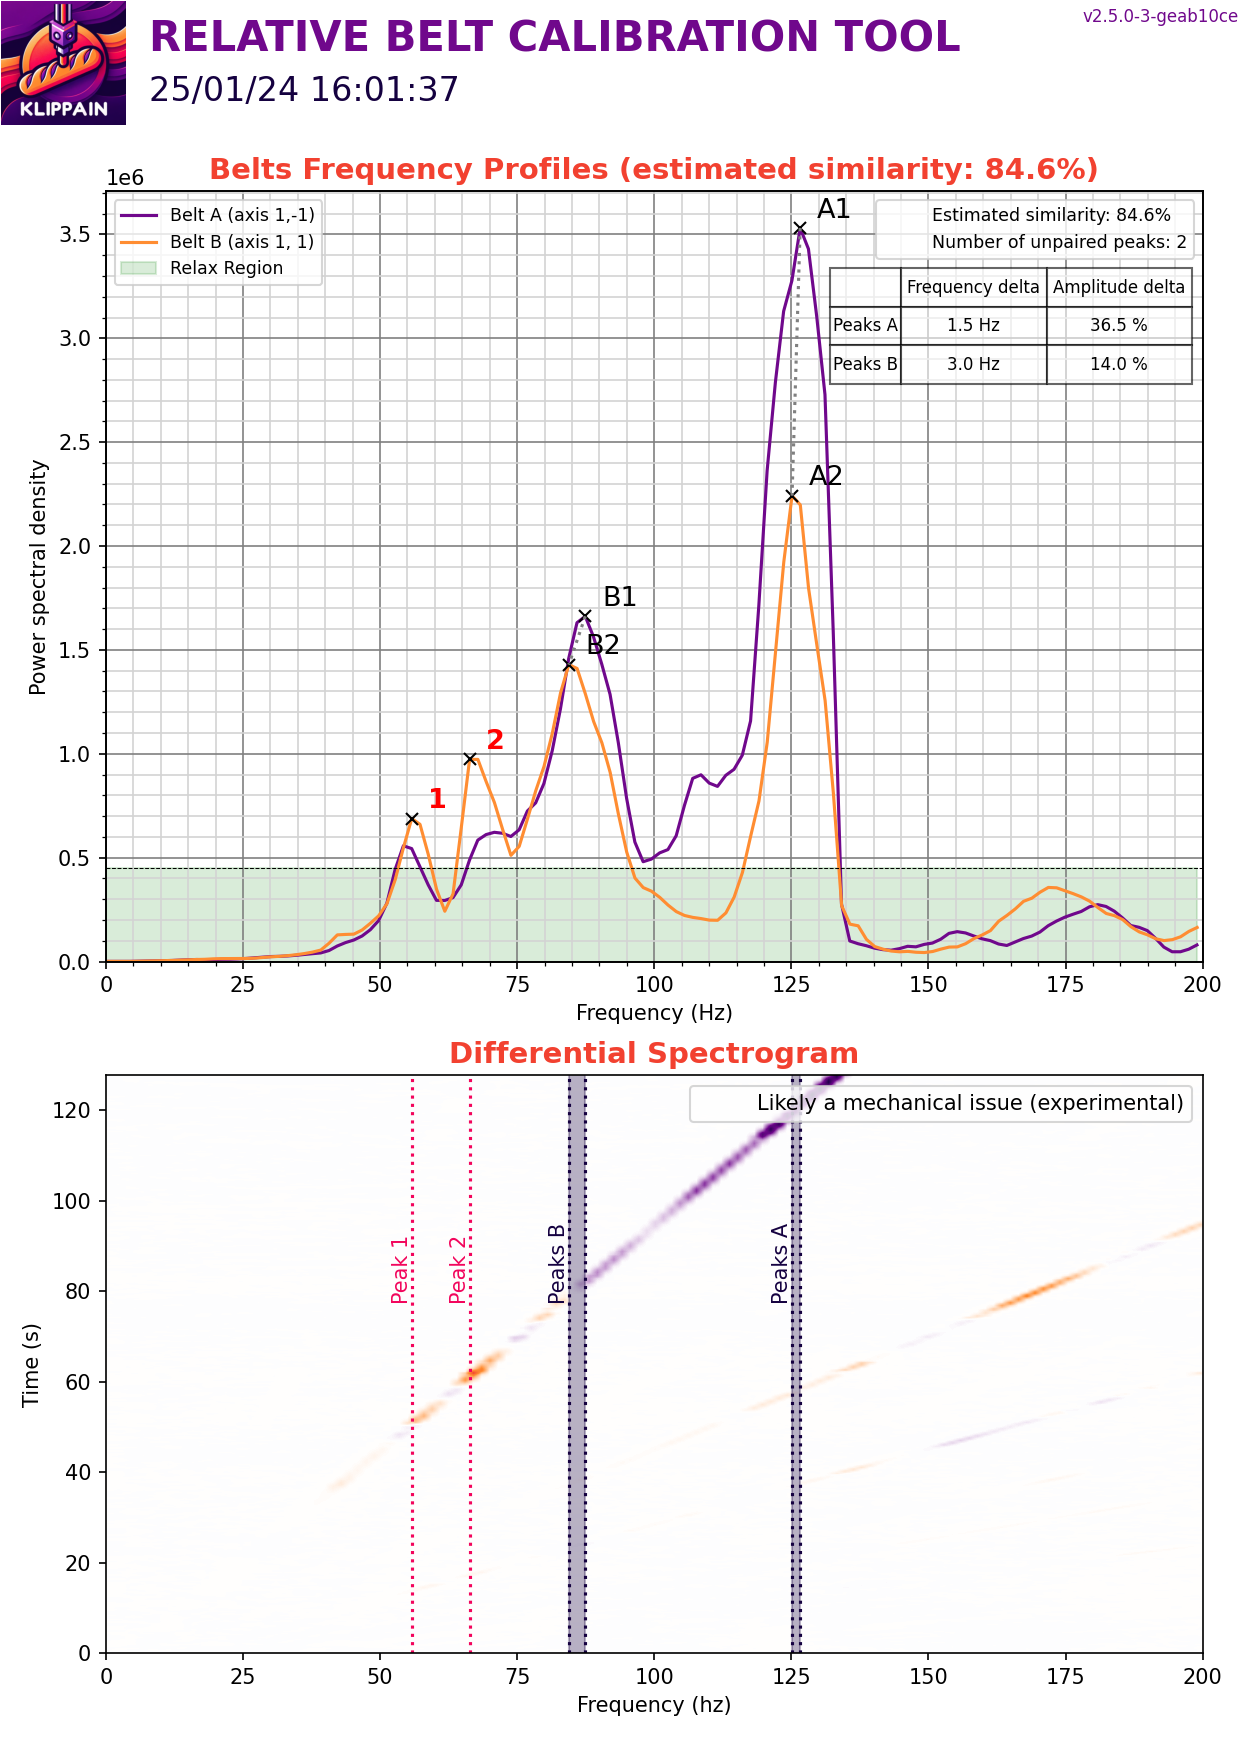 v2.5.0-3-geab10ce
RELATIVE BELT CALIBRATION TOOL
25/01/24 16:01:37
KLIPPAIN
Belts Frequency Profiles (estimated similarity: 84.6%)
1e6
Belt A (axis 1,-1)
Belt B (axis 1, 1)
Relax Region
Estimated similarity: 84.6%
Number of unpaired peaks: 2
Frequency delta Amplitude delta
Peaks A 1.5 Hz 36.5 %
Peaks B 3.0 Hz 14.0 %
A1
A2
B1
B2
2
1
3.5
3.0
2.5
2.0
1.5
1.0
0.5
0.0
Power spectral density
0 25 50 75 100 125 150 175 200
Frequency (Hz)
Differential Spectrogram
Likely a mechanical issue (experimental)
Peak 1
Peak 2
Peaks B
Peaks A
120
100
80
60
40
20
0
Time (s)
0 25 50 75 100 125 150 175 200
Frequency (hz)